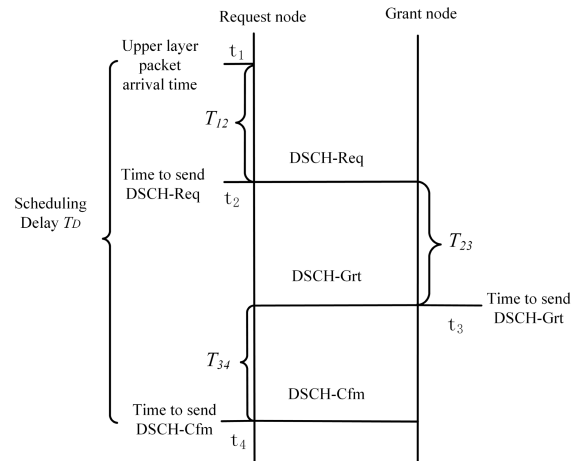 Request node
Grant node
Upper layer
packet
arrival time
t1
T12
DSCH-Req
Time to send
DSCH-Req
t2
Scheduling
Delay TD
T23
DSCH-Grt
Time to send
DSCH-Grt
t3
T34
DSCH-Cfm
Time to send
DSCH-Cfm
t4